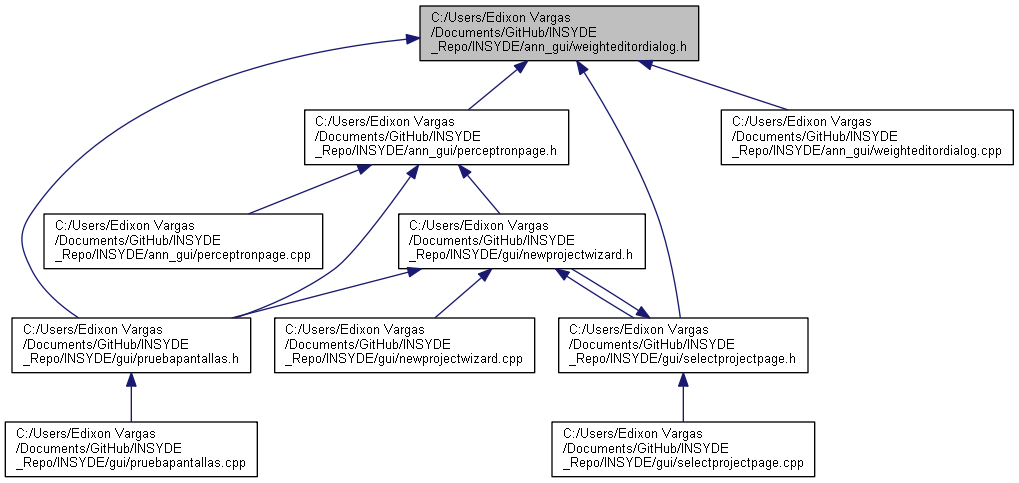 C:/Users/Edixon Vargas
/Documents/GitHub/INSYDE
_Repo/INSYDE/ann_gui/weighteditordialog.h
C:/Users/Edixon Vargas
/Documents/GitHub/INSYDE
_Repo/INSYDE/ann_gui/perceptronpage.h
C:/Users/Edixon Vargas
/Documents/GitHub/INSYDE
_Repo/INSYDE/ann_gui/weighteditordialog.cpp
C:/Users/Edixon Vargas
/Documents/GitHub/INSYDE
_Repo/INSYDE/ann_gui/perceptronpage.cpp
C:/Users/Edixon Vargas
/Documents/GitHub/INSYDE
_Repo/INSYDE/gui/newprojectwizard.h
C:/Users/Edixon Vargas
/Documents/GitHub/INSYDE
_Repo/INSYDE/gui/pruebapantallas.h
C:/Users/Edixon Vargas
/Documents/GitHub/INSYDE
_Repo/INSYDE/gui/newprojectwizard.cpp
C:/Users/Edixon Vargas
/Documents/GitHub/INSYDE
_Repo/INSYDE/gui/selectprojectpage.h
C:/Users/Edixon Vargas
/Documents/GitHub/INSYDE
_Repo/INSYDE/gui/pruebapantallas.cpp
C:/Users/Edixon Vargas
/Documents/GitHub/INSYDE
_Repo/INSYDE/gui/selectprojectpage.cpp